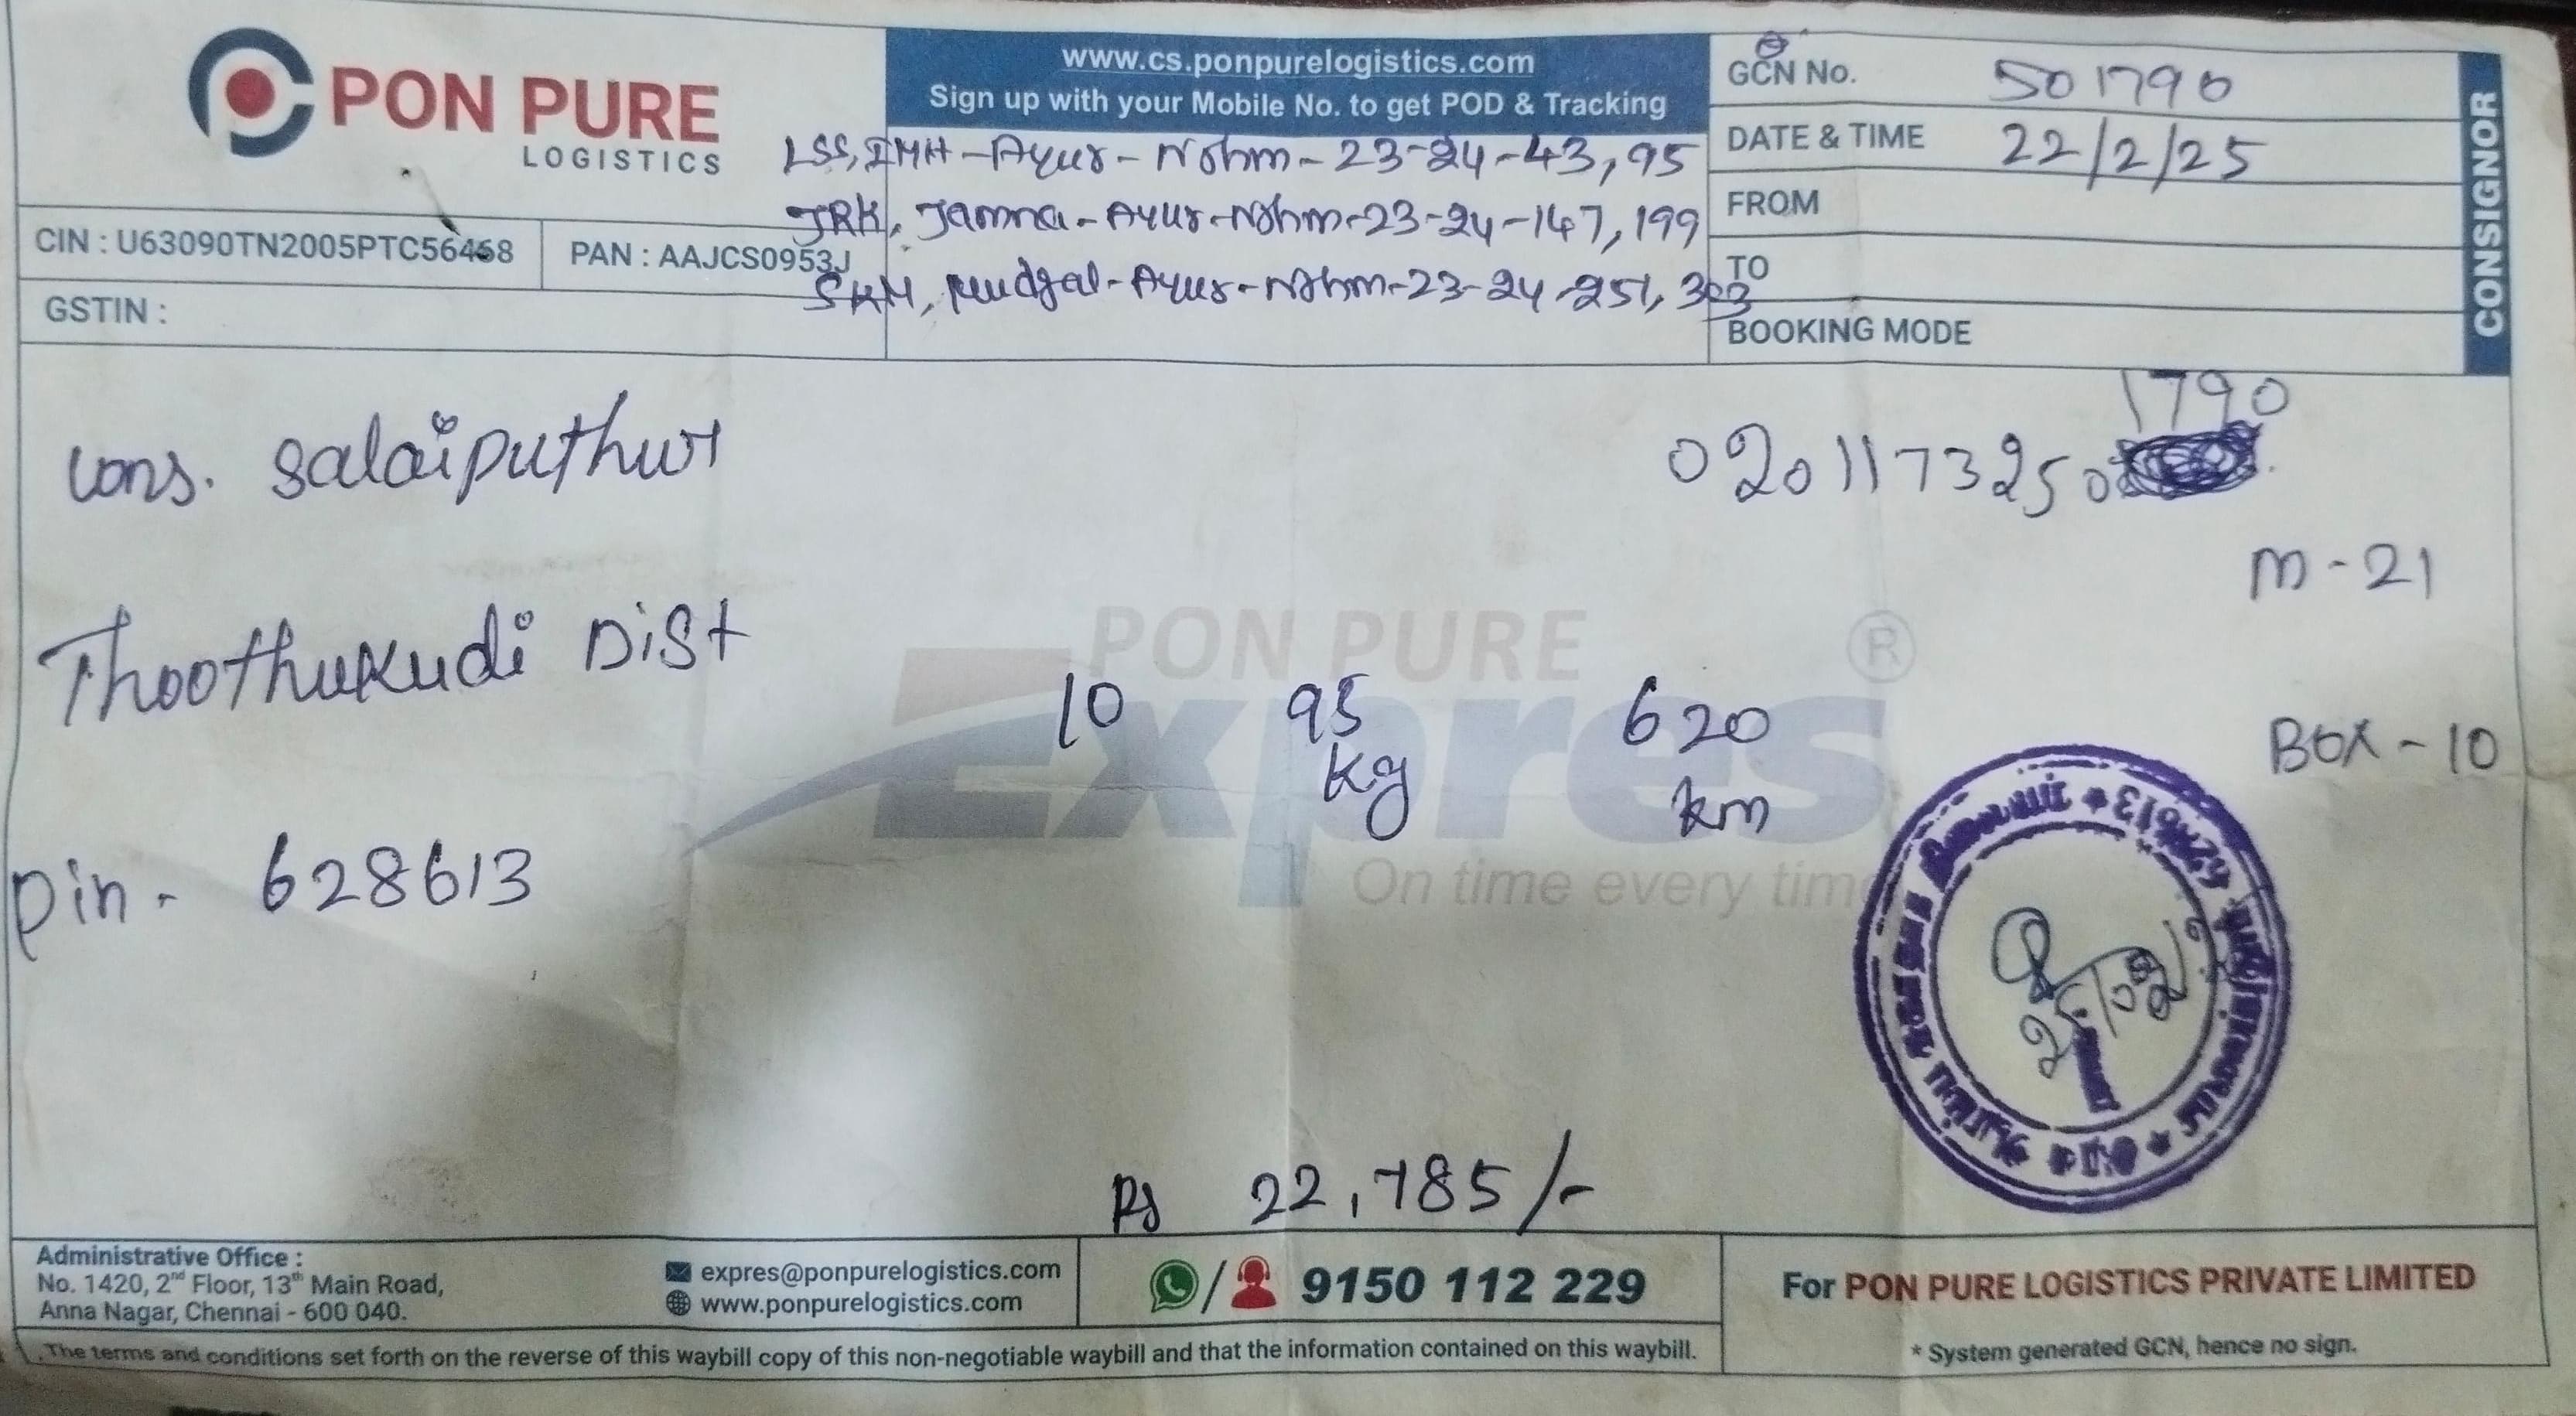 PON PURE
LOGISTICS
www.cs.ponpurelogistics.com
Sign up with your Mobile No. to get POD & Tracking
LSS, IMH - Ayur - Nohm - 23-24-43, 95
JRK, Jamna - Ayur - Nohm - 23-24-147, 199
SKM, Mudgal - Ayur - Nohm - 23-24-251, 303
GCN No. 501790
DATE & TIME 22/2/25
FROM
TO
BOOKING MODE
CONSIGNOR
CIN : U63090TN2005PTC56468
PAN : AAJCS0953J
GSTIN :
Cons. Salaiputhur
1790
0201173250
M - 21
Thoothukudi Dist
PON PURE
Expres ®
On time every time
10 95 kg 620 km
Box - 10
Pin - 628613
628613
Rs 22,785/-
Administrative Office :
No. 1420, 2nd Floor, 13th Main Road,
Anna Nagar, Chennai - 600 040.
expres@ponpurelogistics.com
www.ponpurelogistics.com
9150 112 229
For PON PURE LOGISTICS PRIVATE LIMITED
The terms and conditions set forth on the reverse of this waybill copy of this non-negotiable waybill and that the information contained on this waybill.
* System generated GCN, hence no sign.